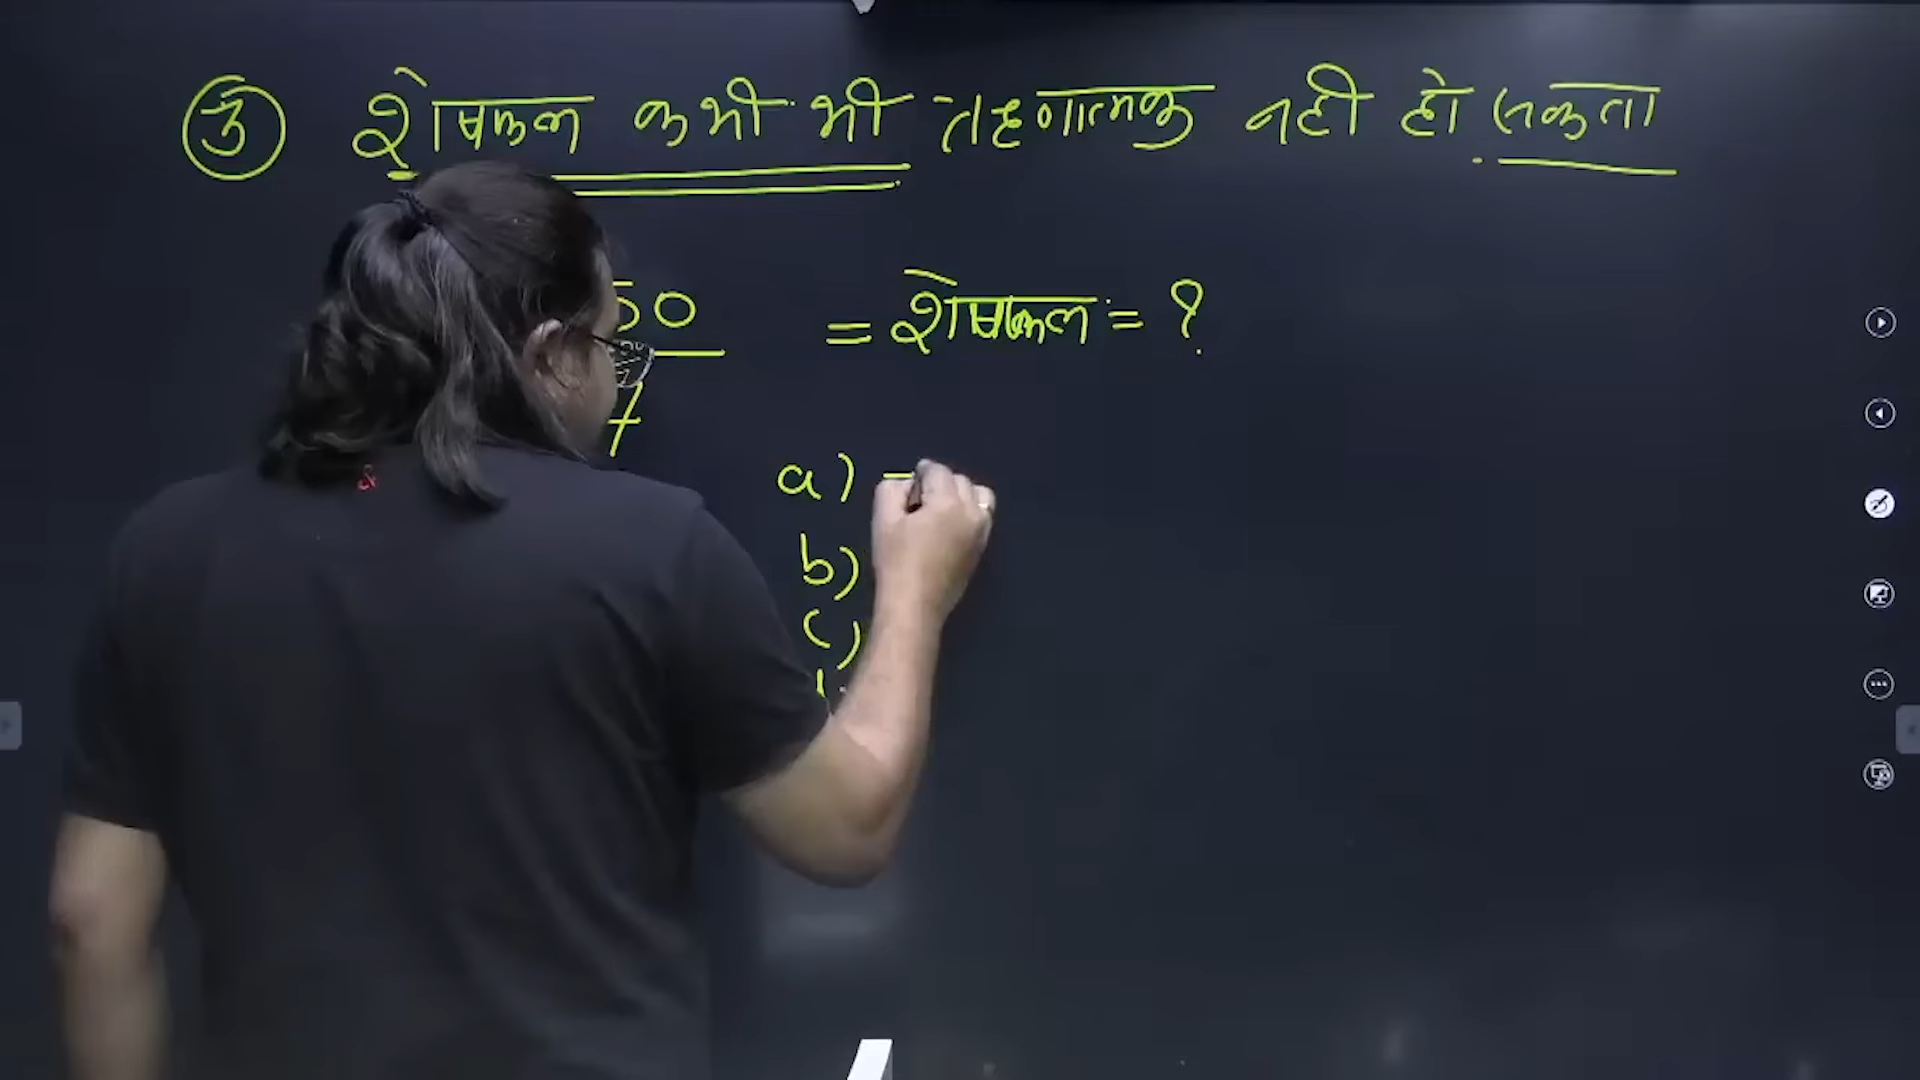 ③ शेषफल कभी भी ऋणात्मक नही हो सकता
50 = शेषफल = ?
7
a) -
b)
c)